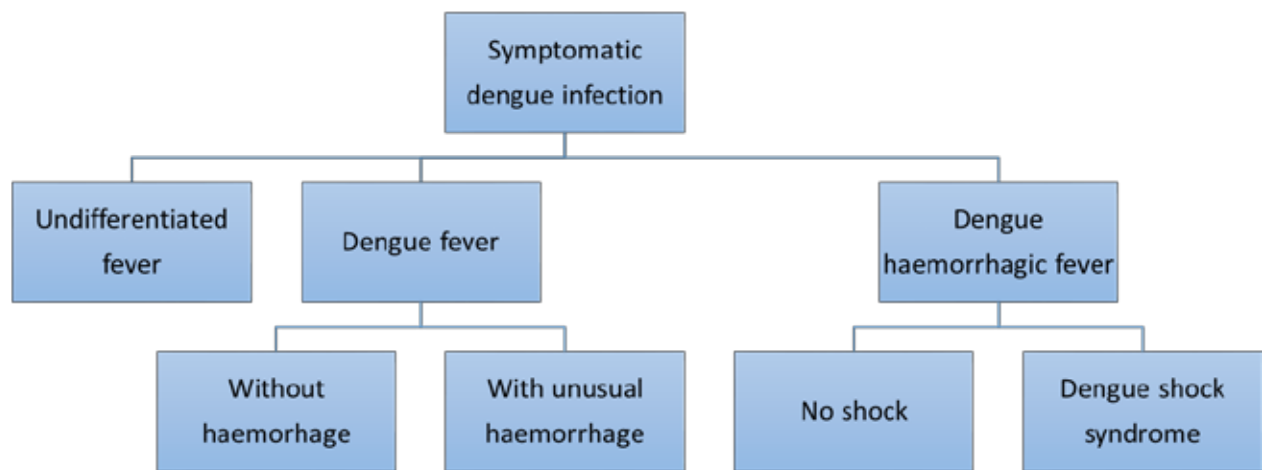 Symptomatic
dengue infection
Undifferentiated
fever
Dengue fever
Dengue
haemorrhagic fever
Without
haemorhage
With unusual
haemorrhage
No shock
Dengue shock
syndrome